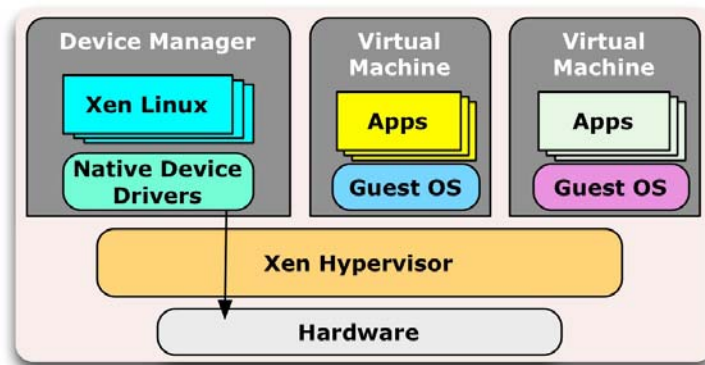 Device Manager
Xen Linux
Native Device
Drivers
Virtual
Machine
Apps
Guest OS
Virtual
Machine
Apps
Guest OS
Xen Hypervisor
Hardware